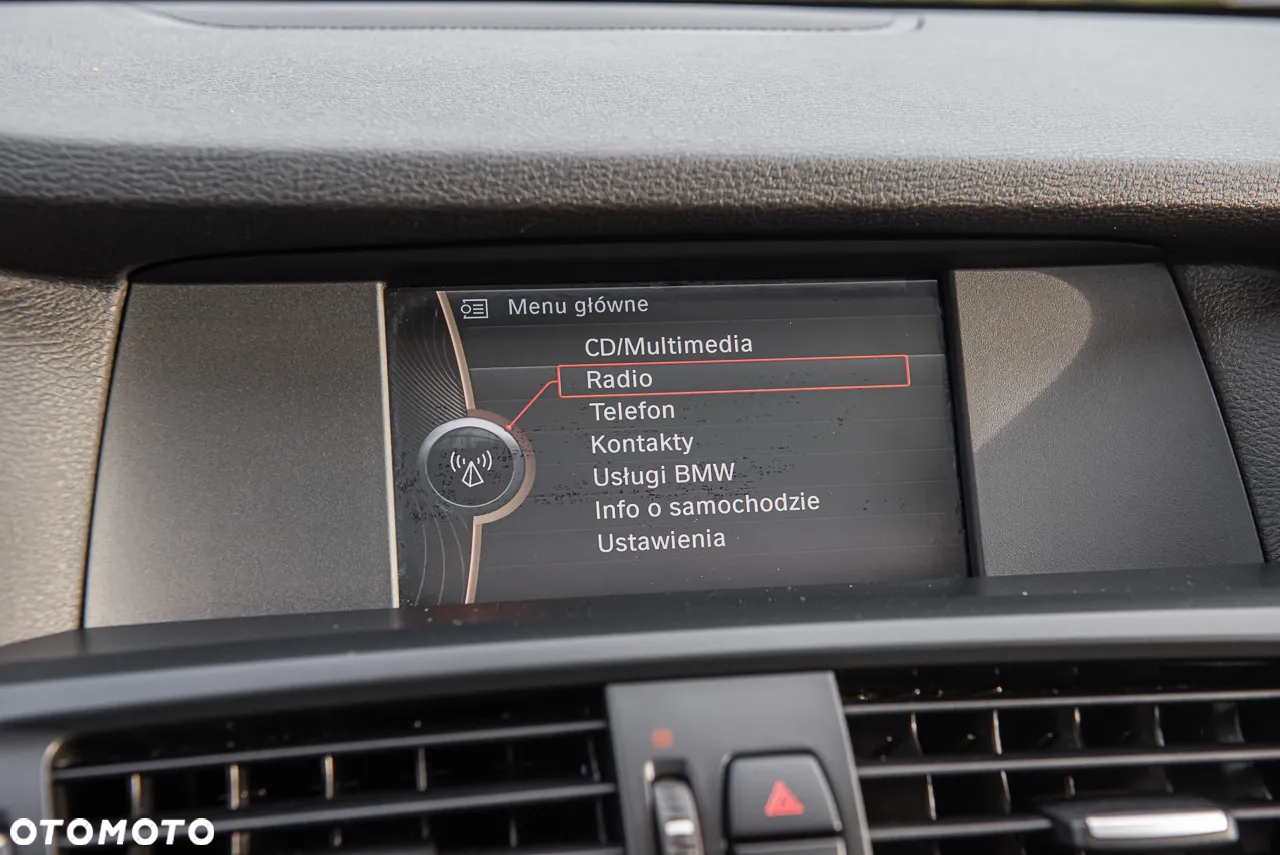 Menu główne
CD/Multimedia
Radio
Telefon
Kontakty
Usługi BMW
Info o samochodzie
Ustawienia
OTOMOTO